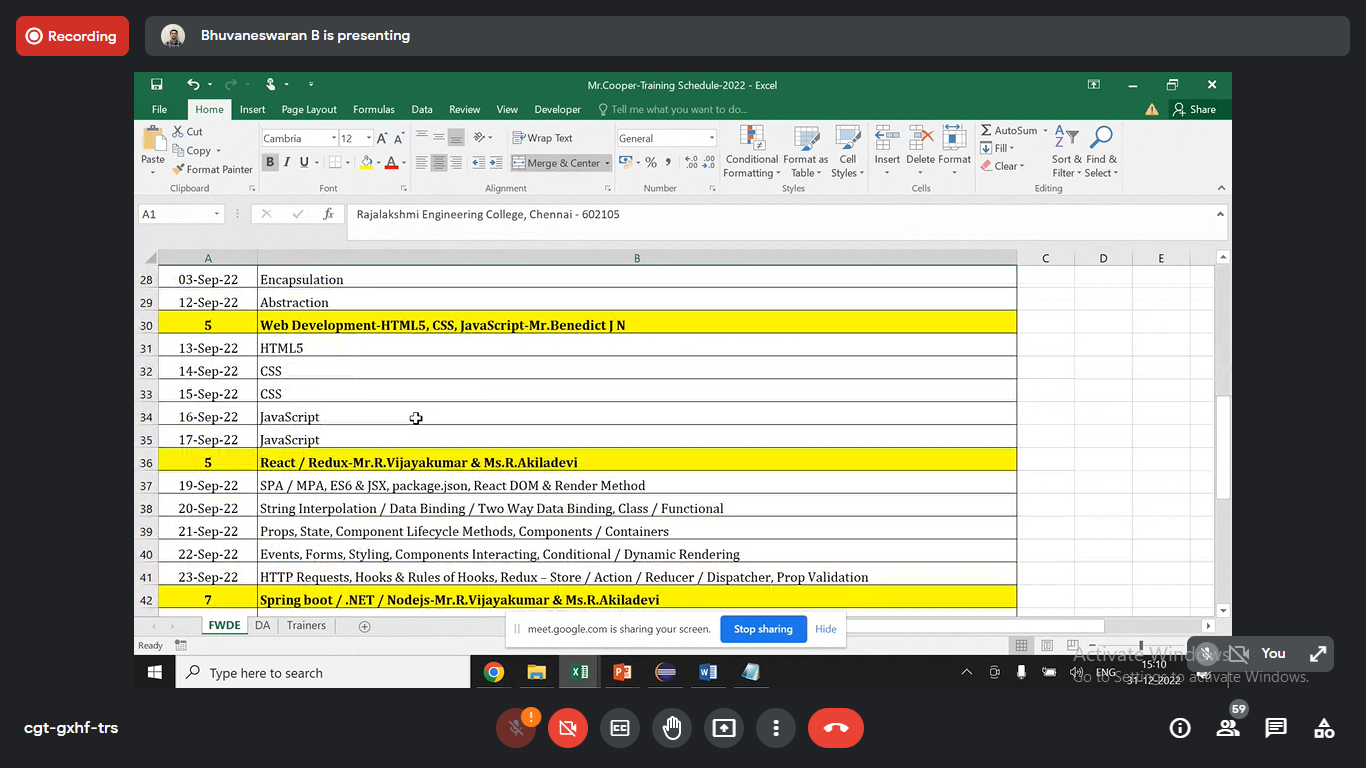 Recording
Bhuvaneswaran B is presenting
Mr.Cooper-Training Schedule-2022 - Excel
File Home Insert Page Layout Formulas Data Review View Developer Tell me what you want to do... Share
Paste Cut Copy Format Painter Clipboard
Cambria 12 A A B I U A Font
Wrap Text Merge & Center Alignment
General % , .00 Number
Conditional Formatting Format as Table Cell Styles Styles
Insert Delete Format Cells
AutoSum Fill Clear Sort & Filter Find & Select Editing
A1 fx Rajalakshmi Engineering College, Chennai - 602105
A B C D E
28 03-Sep-22 Encapsulation
29 12-Sep-22 Abstraction
30 5 Web Development-HTML5, CSS, JavaScript-Mr.Benedict J N
31 13-Sep-22 HTML5
32 14-Sep-22 CSS
33 15-Sep-22 CSS
34 16-Sep-22 JavaScript
35 17-Sep-22 JavaScript
36 5 React / Redux-Mr.R.Vijayakumar & Ms.R.Akiladevi
37 19-Sep-22 SPA / MPA, ES6 & JSX, package.json, React DOM & Render Method
38 20-Sep-22 String Interpolation / Data Binding / Two Way Data Binding, Class / Functional
39 21-Sep-22 Props, State, Component Lifecycle Methods, Components / Containers
40 22-Sep-22 Events, Forms, Styling, Components Interacting, Conditional / Dynamic Rendering
41 23-Sep-22 HTTP Requests, Hooks & Rules of Hooks, Redux – Store / Action / Reducer / Dispatcher, Prop Validation
42 7 Spring boot / .NET / Nodejs-Mr.R.Vijayakumar & Ms.R.Akiladevi
FWDE DA Trainers
meet.google.com is sharing your screen. Stop sharing Hide
Ready
You
Activate Windows
Go to Settings to activate Windows.
Type here to search
ENG 15:10
31-12-2022
59
cgt-gxhf-trs